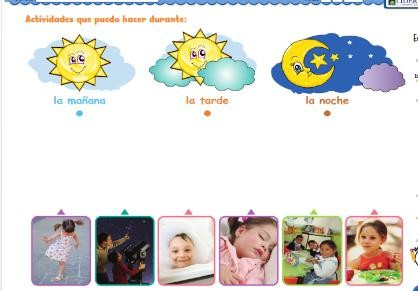 Actividades que puedo hacer durante:
la mañana
la tarde
la noche